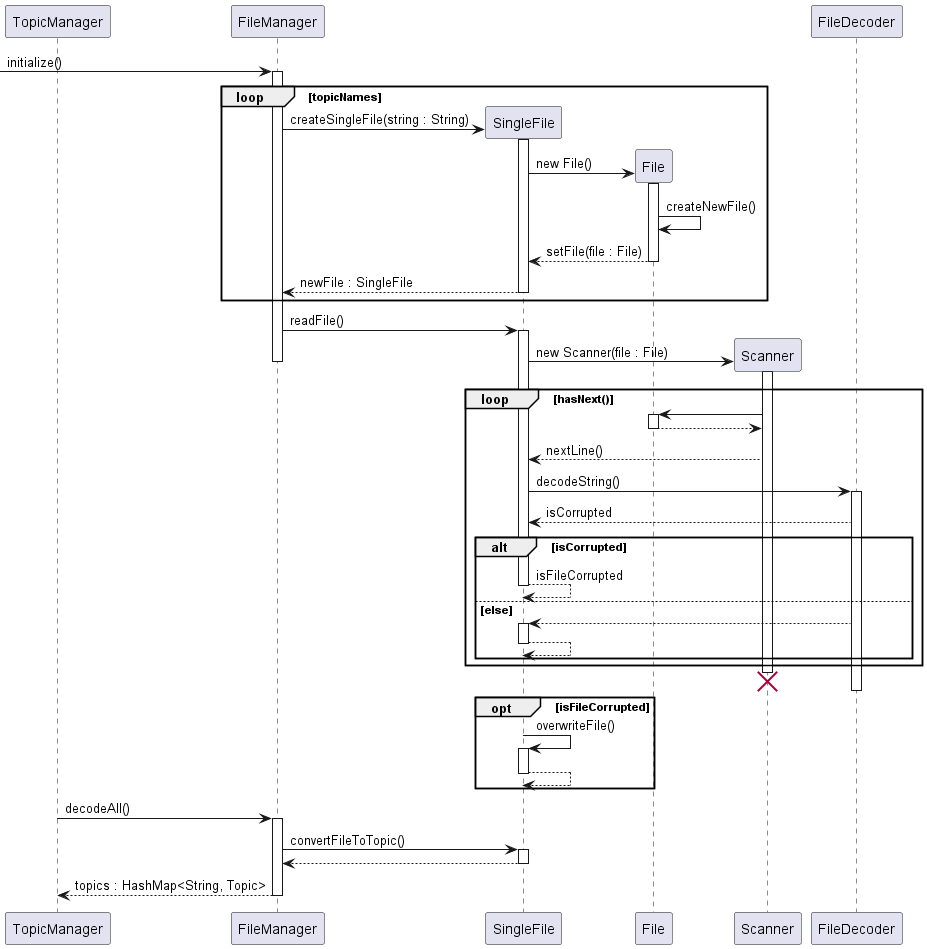 TopicManager FileManager FileDecoder
initialize()
loop [topicNames]
createSingleFile(string : String) SingleFile
new File() File
createNewFile()
setFile(file : File)
newFile : SingleFile
readFile()
new Scanner(file : File) Scanner
loop [hasNext()]
nextLine()
decodeString()
isCorrupted
alt [isCorrupted]
isFileCorrupted
[else]
opt [isFileCorrupted]
overwriteFile()
decodeAll()
convertFileToTopic()
topics : HashMap<String, Topic>
TopicManager FileManager SingleFile File Scanner FileDecoder